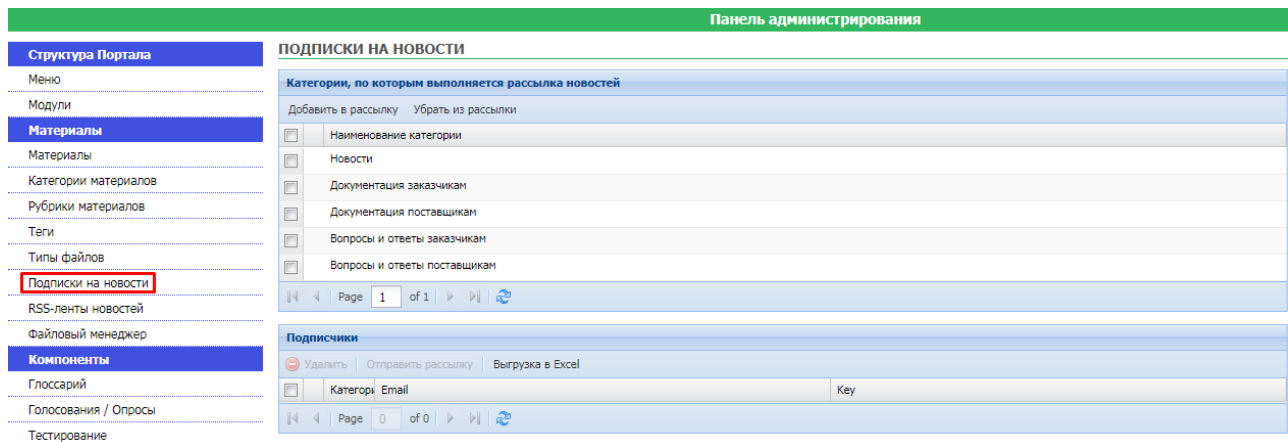 Панель администрирования
Структура Портала
Меню
Модули
Материалы
Материалы
Категории материалов
Рубрики материалов
Теги
Типы файлов
Подписки на новости
RSS-ленты новостей
Файловый менеджер
Компоненты
Глоссарий
Голосования / Опросы
Тестирование
ПОДПИСКИ НА НОВОСТИ
Категории, по которым выполняется рассылка новостей
Добавить в рассылку Убрать из рассылки
Наименование категории
Новости
Документация заказчикам
Документация поставщикам
Вопросы и ответы заказчикам
Вопросы и ответы поставщикам
Page 1 of 1
Подписчики
Удалить Отправить рассылку Выгрузка в Excel
Категори Email Key
Page 0 of 0